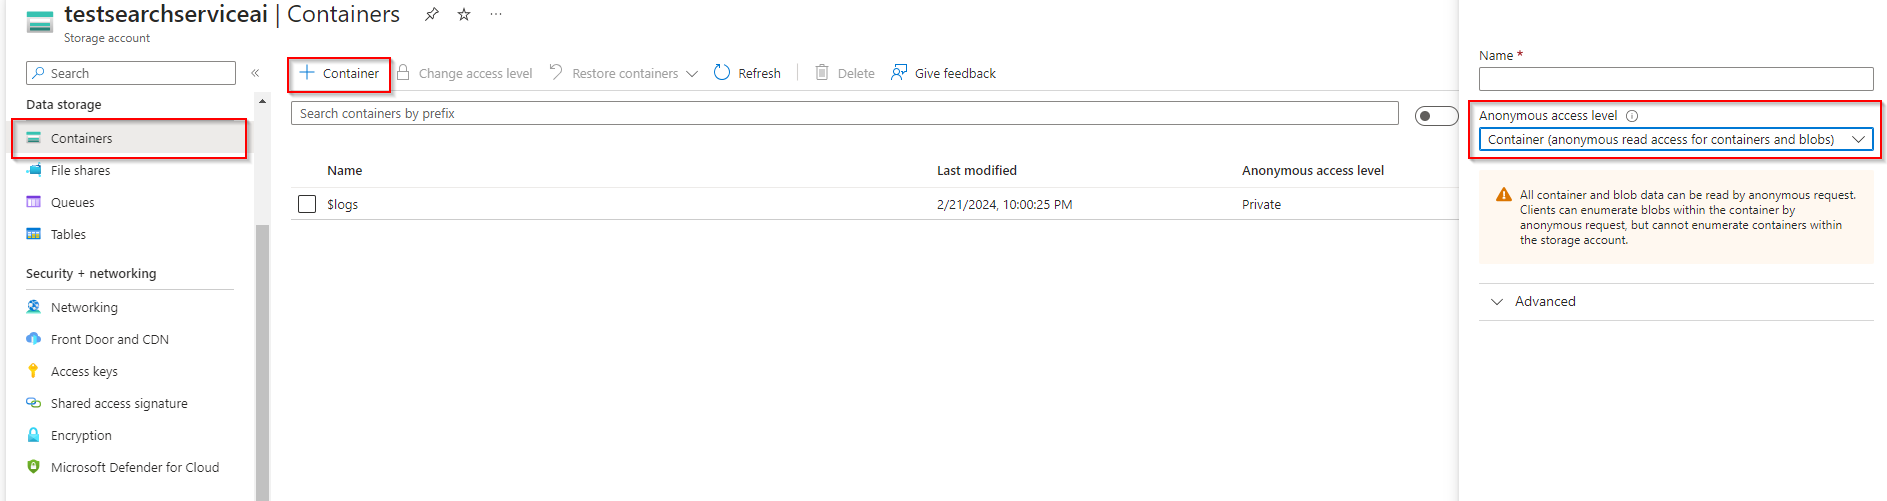 testsearchserviceai | Containers
Storage account
Search
Data storage
Containers
File shares
Queues
Tables
Security + networking
Networking
Front Door and CDN
Access keys
Shared access signature
Encryption
Microsoft Defender for Cloud
Container
Change access level
Restore containers
Refresh
Delete
Give feedback
Search containers by prefix
Name Last modified Anonymous access level
$logs 2/21/2024, 10:00:25 PM Private
Name *
Anonymous access level
Container (anonymous read access for containers and blobs)
All container and blob data can be read by anonymous request.
Clients can enumerate blobs within the container by
anonymous request, but cannot enumerate containers within
the storage account.
Advanced